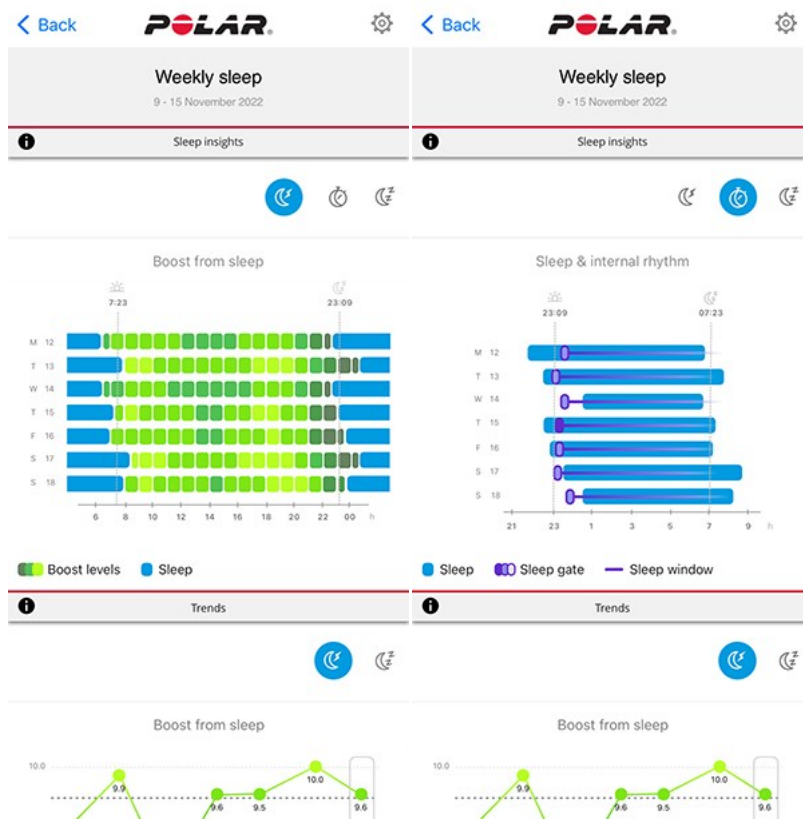 Back
POLAR.
Weekly sleep
9 - 15 November 2022
Sleep insights
Boost from sleep
7:23 23:09
M 12
T 13
W 14
T 15
F 16
S 17
S 18
6 8 10 12 14 16 18 20 22 00 h
Boost levels Sleep
Trends
Boost from sleep
10.0
9.9 9.6 9.5 10.0 9.6
Back
POLAR.
Weekly sleep
9 - 15 November 2022
Sleep insights
Sleep & internal rhythm
23:09 07:23
M 12
T 13
W 14
T 15
F 16
S 17
S 18
21 23 1 3 5 7 9 h
Sleep Sleep gate Sleep window
Trends
Boost from sleep
10.0
9.9 9.6 9.5 10.0 9.6